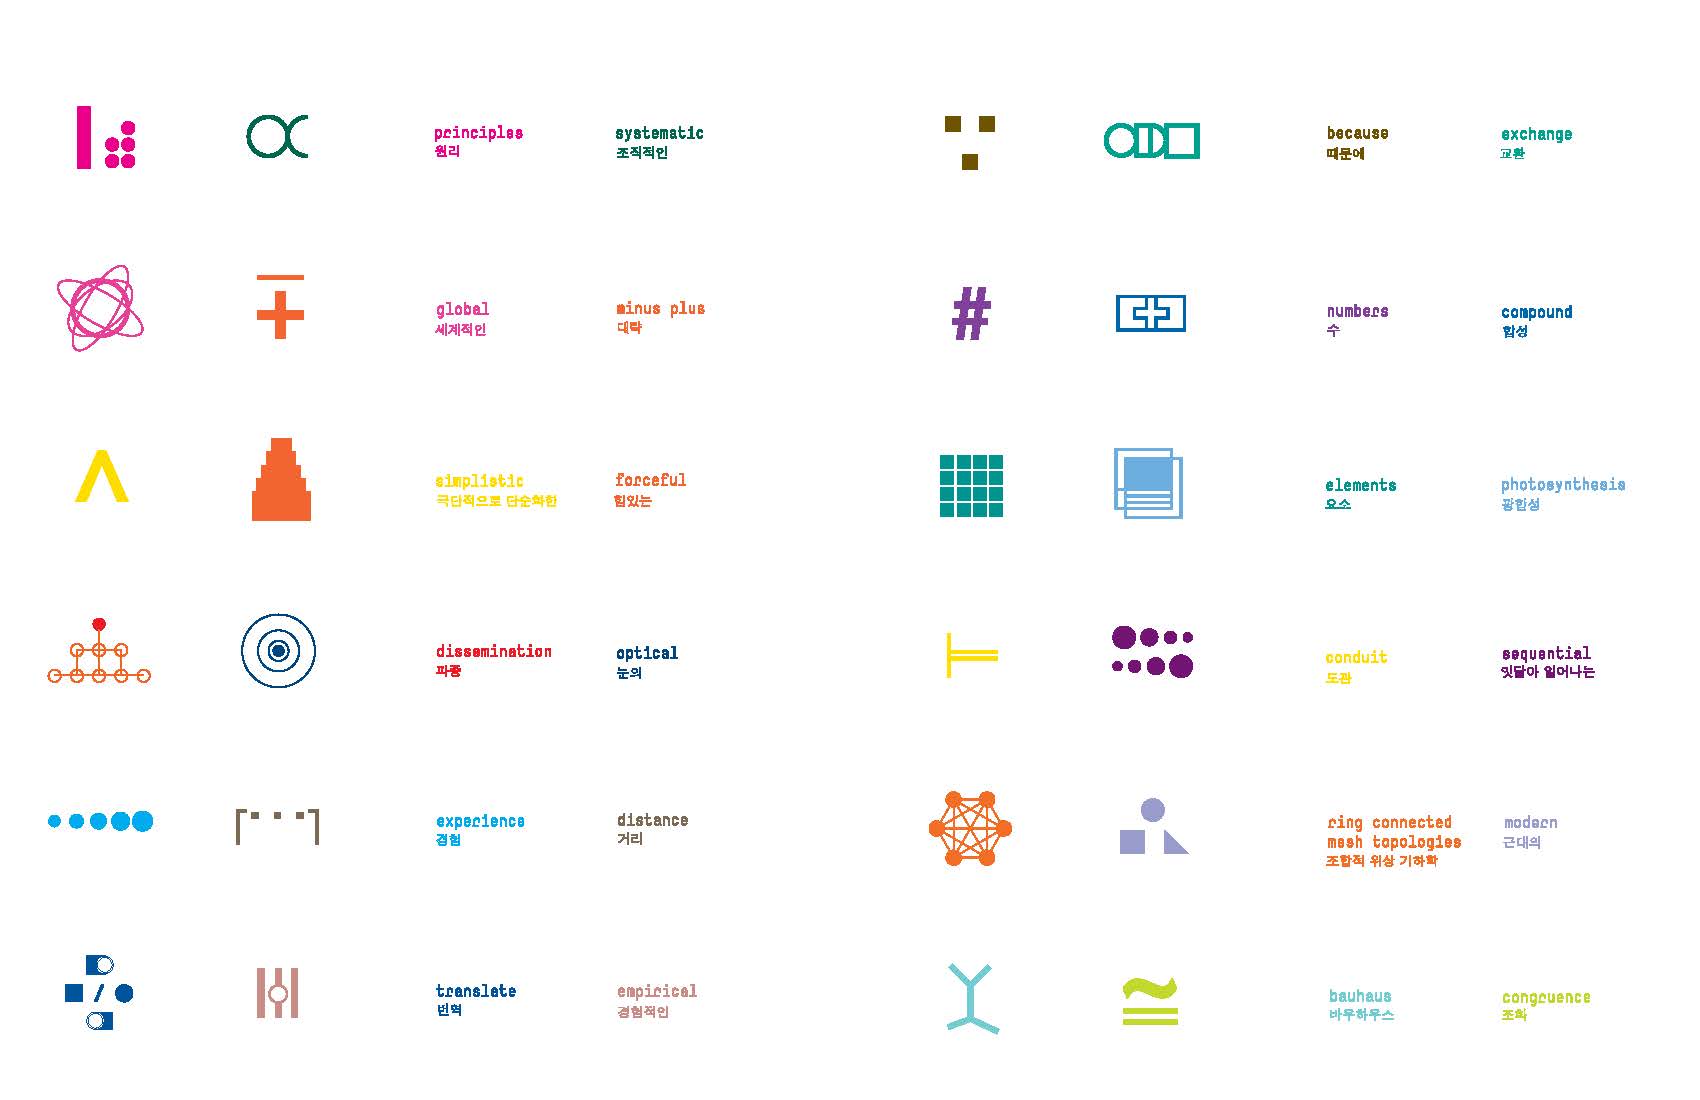 principles
원리
systematic
조직적인
because
때문에
exchange
교환
global
세계적인
minus plus
대략
#
numbers
수
compound
합성
simplistic
극단적으로 단순화한
forceful
힘있는
elements
요소
photosynthesis
광합성
dissemination
파종
optical
눈의
conduit
도관
sequential
잇달아 일어나는
experience
경험
distance
거리
ring connected
mesh topologies
조합적 위상 기하학
modern
근대의
translate
번역
empirical
경험적인
bauhaus
바우하우스
congruence
조화